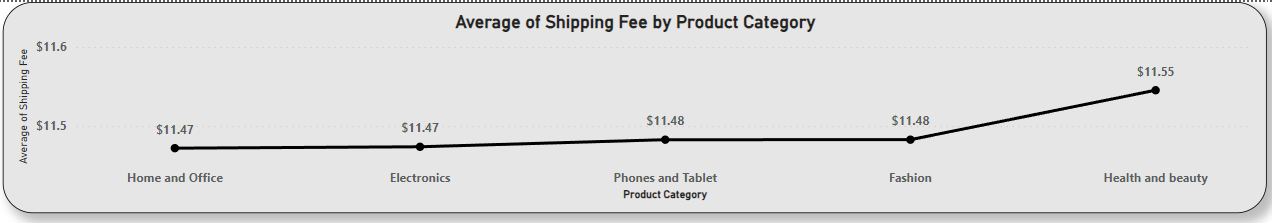 Average of Shipping Fee by Product Category
Average of Shipping Fee
$11.6
$11.5
$11.47
$11.47
$11.48
$11.48
$11.55
Home and Office
Electronics
Phones and Tablet
Fashion
Health and beauty
Product Category